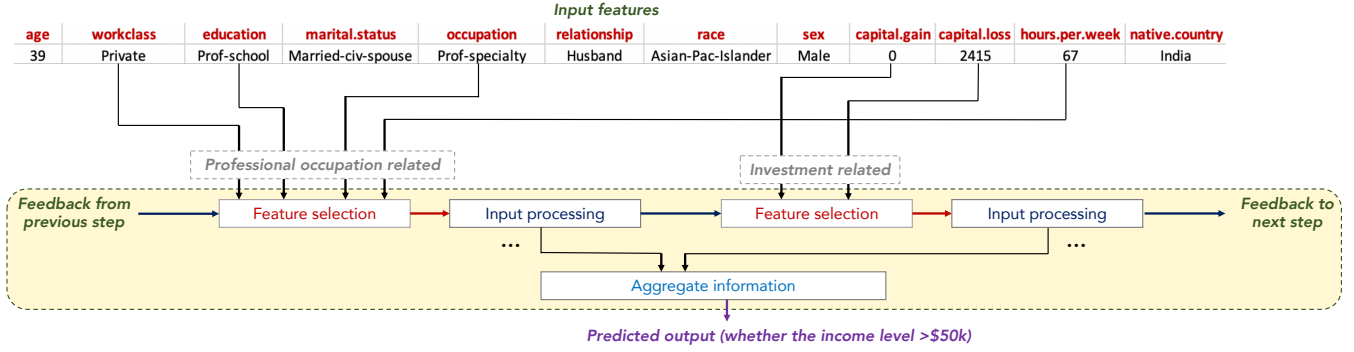 Input features
age workclass education marital.status occupation relationship race sex capital.gain capital.loss hours.per.week native.country
39 Private Prof-school Married-civ-spouse Prof-specialty Husband Asian-Pac-Islander Male 0 2415 67 India
Professional occupation related
Investment related
Feedback from
previous step
Feature selection
Input processing
Feature selection
Input processing
Feedback to
next step
...
...
Aggregate information
Predicted output (whether the income level >$50k)